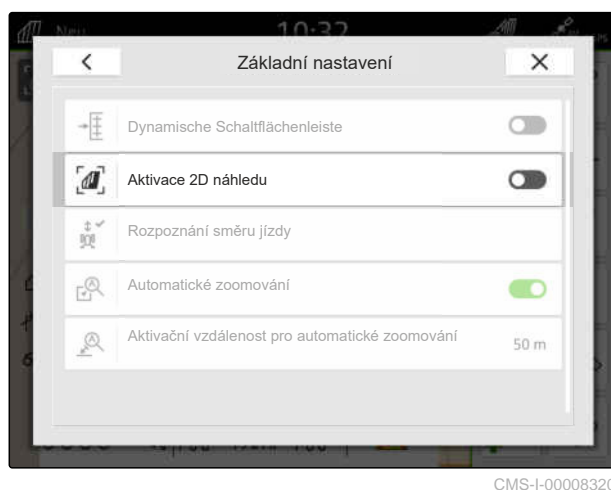 Neu
10:32
Základní nastavení
Dynamische Schaltflächenleiste
Aktivace 2D náhledu
Rozpoznání směru jízdy
Automatické zoomování
Aktivační vzdálenost pro automatické zoomování
50 m
CMS-I-00008320